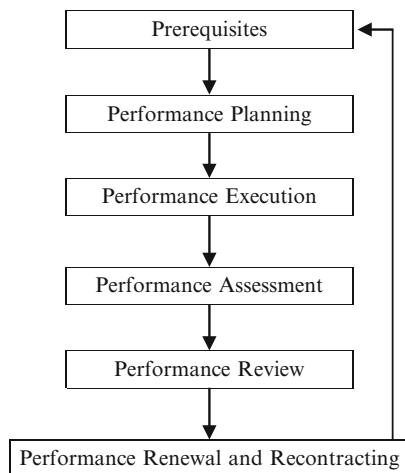 Prerequisites
Performance Planning
Performance Execution
Performance Assessment
Performance Review
Performance Renewal and Recontracting